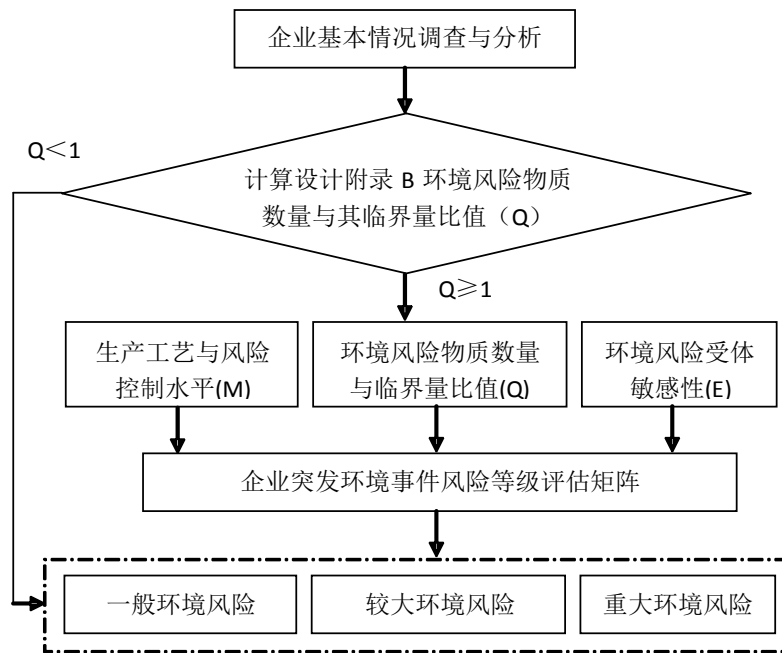 企业基本情况调查与分析
Q＜1
计算设计附录 B 环境风险物质
数量与其临界量比值（Q）
Q≥1
生产工艺与风险
控制水平(M)
环境风险物质数量
与临界量比值(Q)
环境风险受体
敏感性(E)
企业突发环境事件风险等级评估矩阵
一般环境风险
较大环境风险
重大环境风险